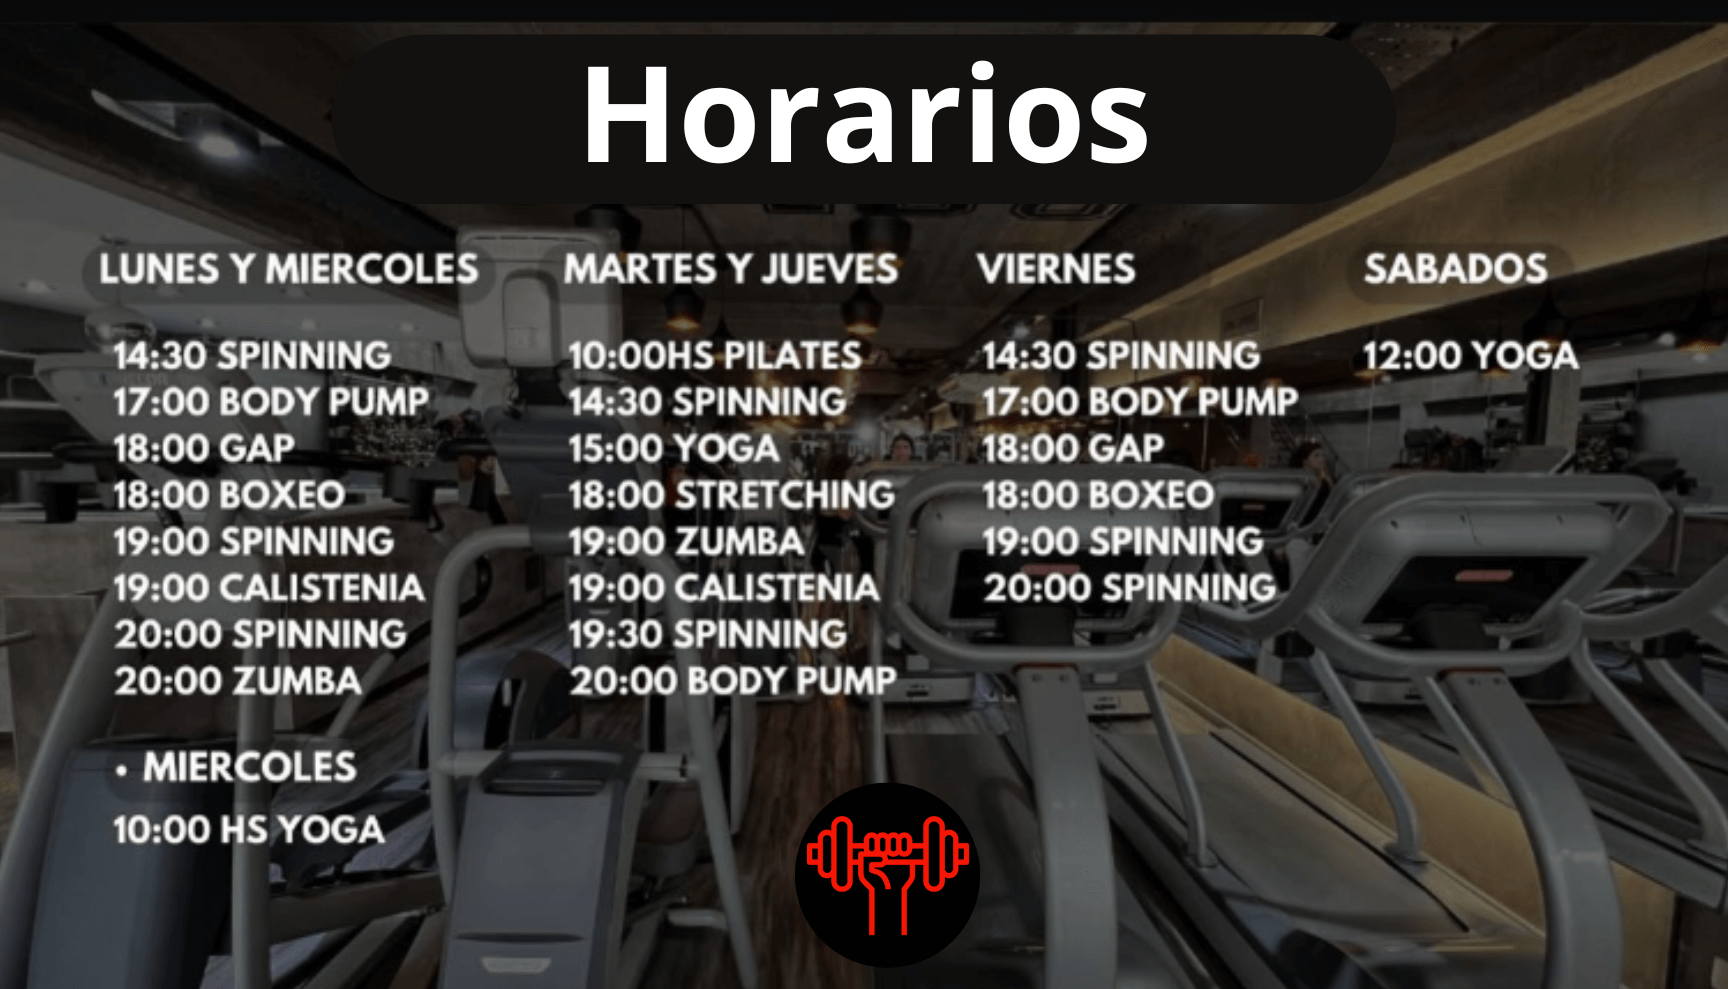 Horarios
LUNES Y MIERCOLES
14:30 SPINNING
17:00 BODY PUMP
18:00 GAP
18:00 BOXEO
19:00 SPINNING
19:00 CALISTENIA
20:00 SPINNING
20:00 ZUMBA
• MIERCOLES
10:00 HS YOGA
MARTES Y JUEVES
10:00HS PILATES
14:30 SPINNING
15:00 YOGA
18:00 STRETCHING
19:00 ZUMBA
19:00 CALISTENIA
19:30 SPINNING
20:00 BODY PUMP
VIERNES
14:30 SPINNING
17:00 BODY PUMP
18:00 GAP
18:00 BOXEO
19:00 SPINNING
20:00 SPINNING
SABADOS
12:00 YOGA